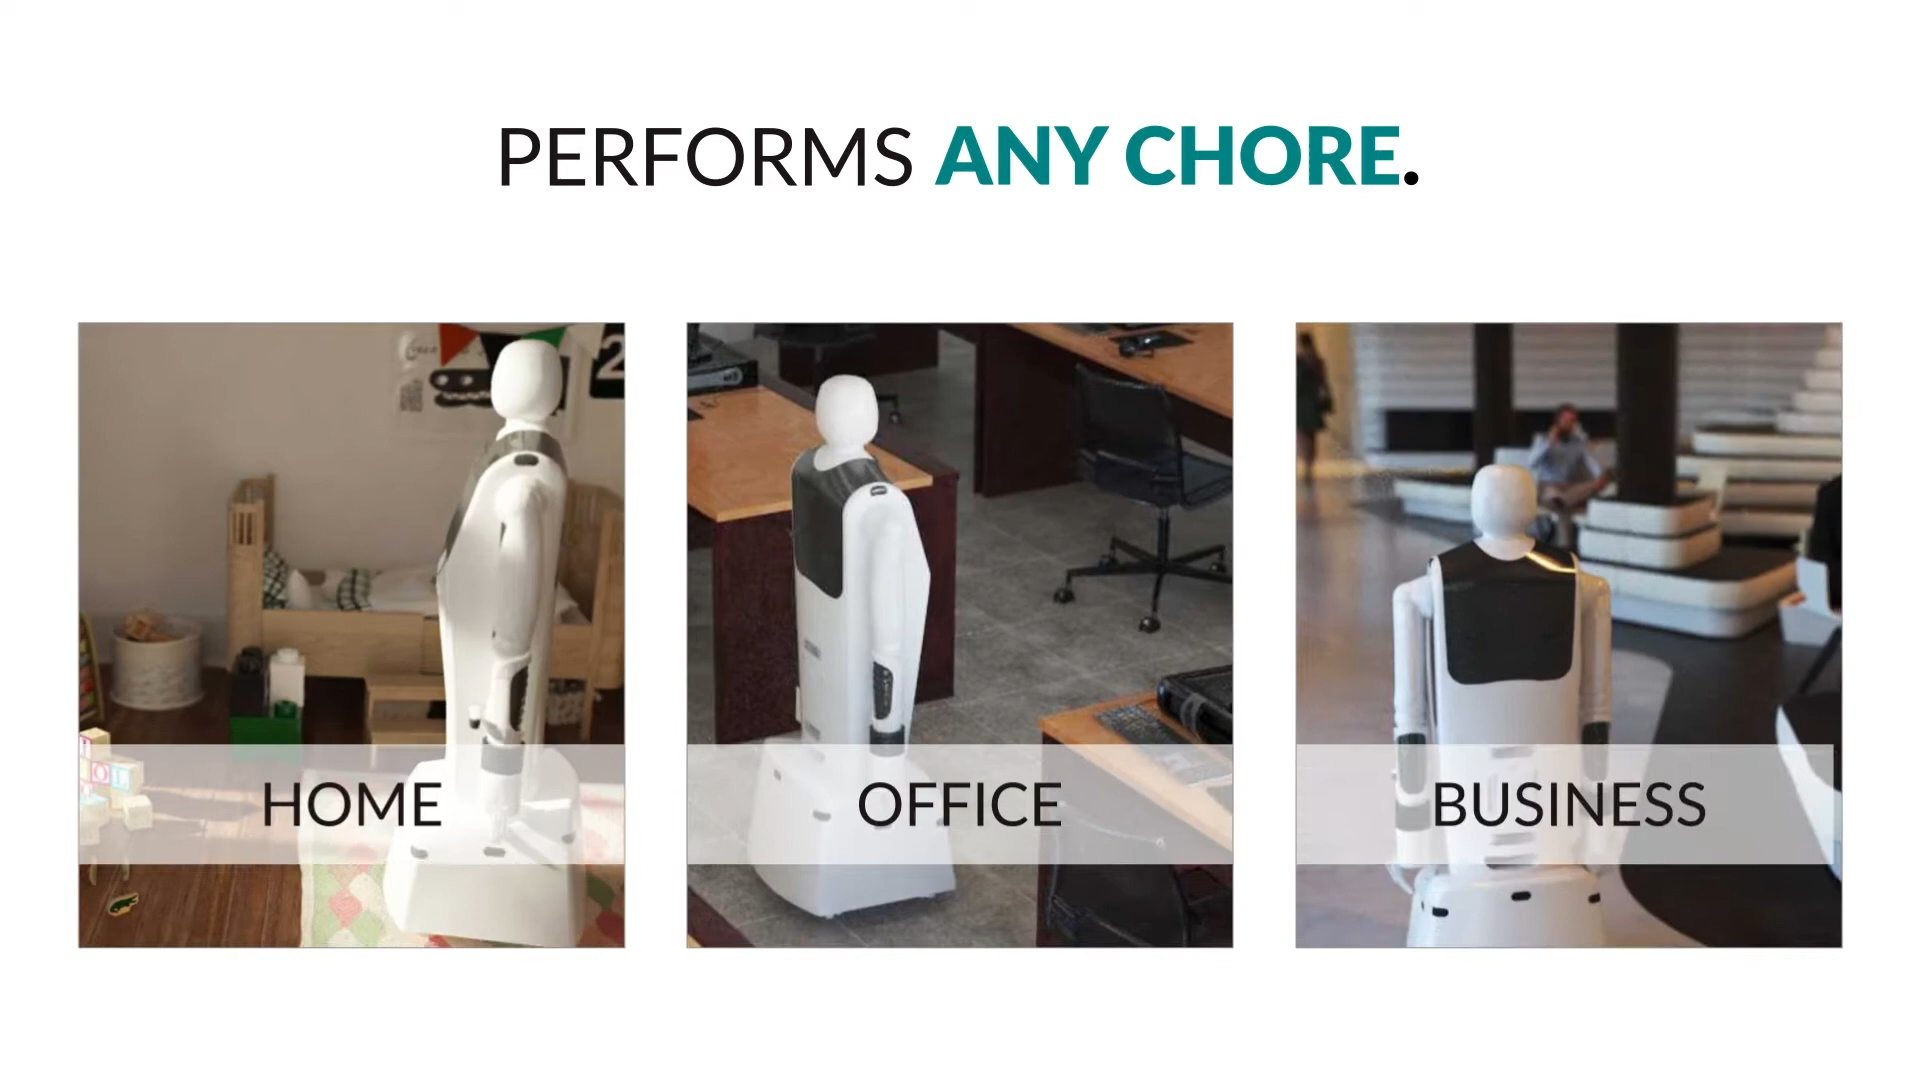 PERFORMS ANY CHORE.
HOME
OFFICE
BUSINESS